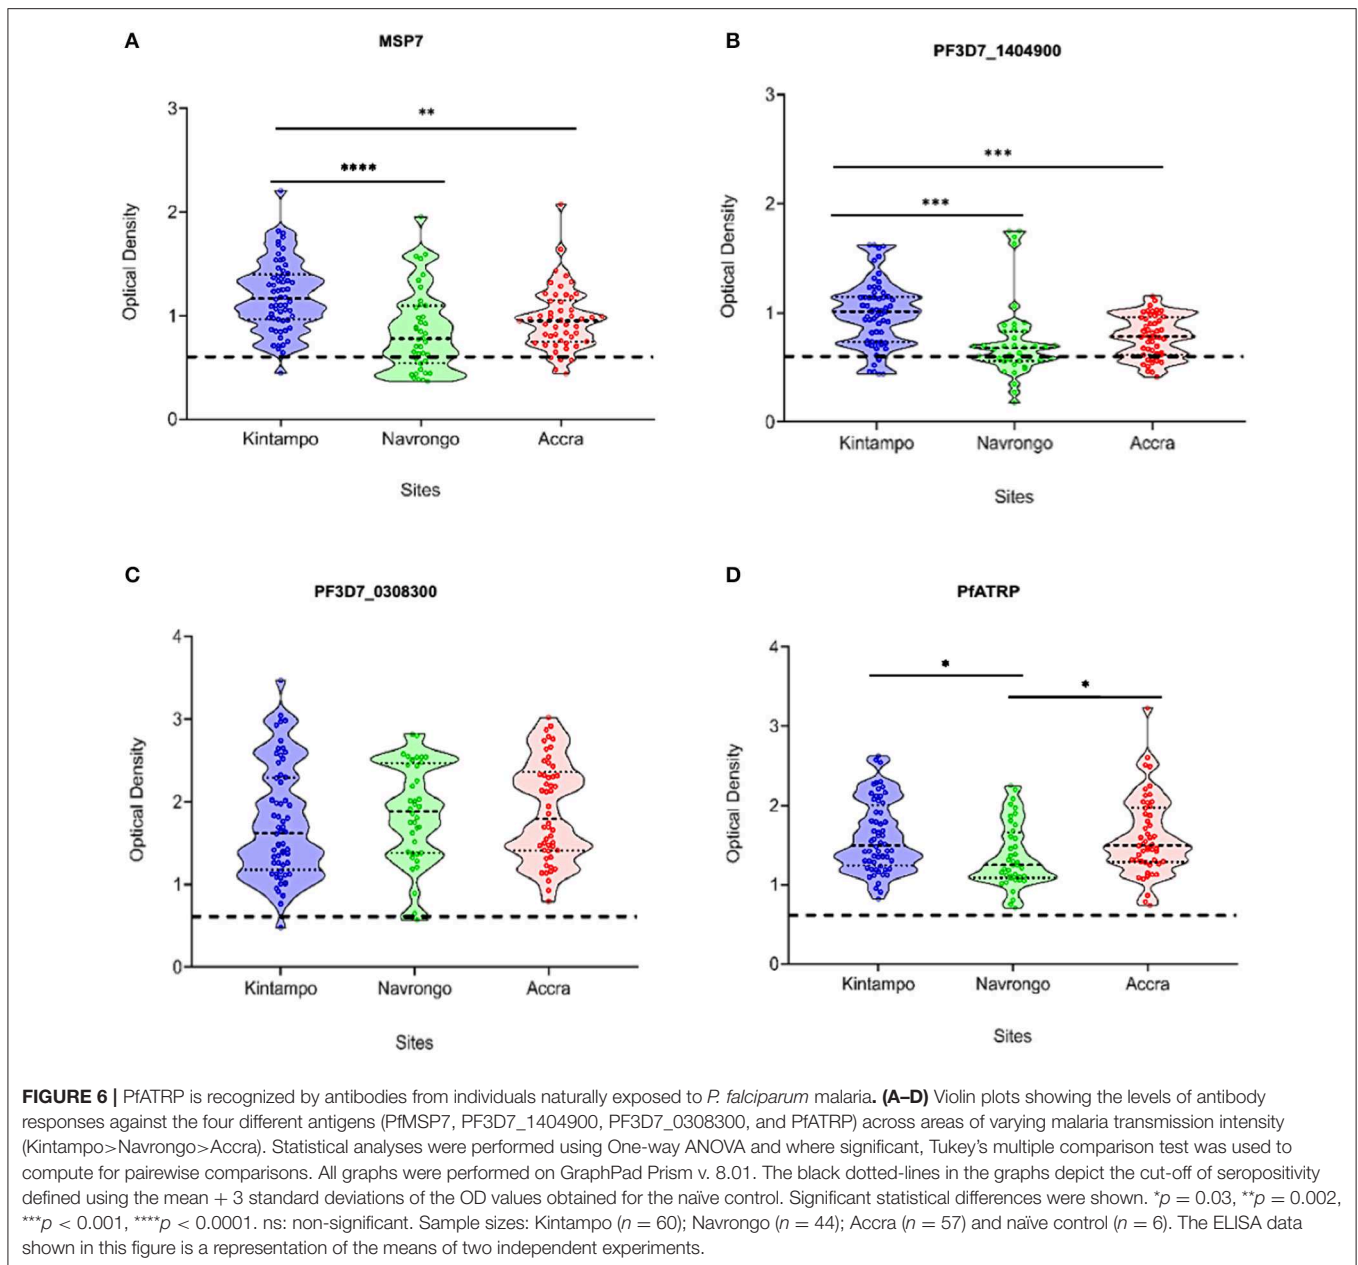 A
MSP7
3
2
1
0
Optical Density
**
****
Kintampo
Navrongo
Accra
Sites
B
PF3D7_1404900
3
2
1
0
Optical Density
***
***
Kintampo
Navrongo
Accra
Sites
C
PF3D7_0308300
4
3
2
1
0
Optical Density
Kintampo
Navrongo
Accra
Sites
D
PfATRP
4
3
2
1
0
Optical Density
*
*
Kintampo
Navrongo
Accra
Sites
FIGURE 6 | PfATRP is recognized by antibodies from individuals naturally exposed to P. falciparum malaria. (A–D) Violin plots showing the levels of antibody
responses against the four different antigens (PfMSP7, PF3D7_1404900, PF3D7_0308300, and PfATRP) across areas of varying malaria transmission intensity
(Kintampo>Navrongo>Accra). Statistical analyses were performed using One-way ANOVA and where significant, Tukey's multiple comparison test was used to
compute for pairwise comparisons. All graphs were performed on GraphPad Prism v. 8.01. The black dotted-lines in the graphs depict the cut-off of seropositivity
defined using the mean + 3 standard deviations of the OD values obtained for the naïve control. Significant statistical differences were shown. *p = 0.03, **p = 0.002,
***p < 0.001, ****p < 0.0001. ns: non-significant. Sample sizes: Kintampo (n = 60); Navrongo (n = 44); Accra (n = 57) and naïve control (n = 6). The ELISA data
shown in this figure is a representation of the means of two independent experiments.